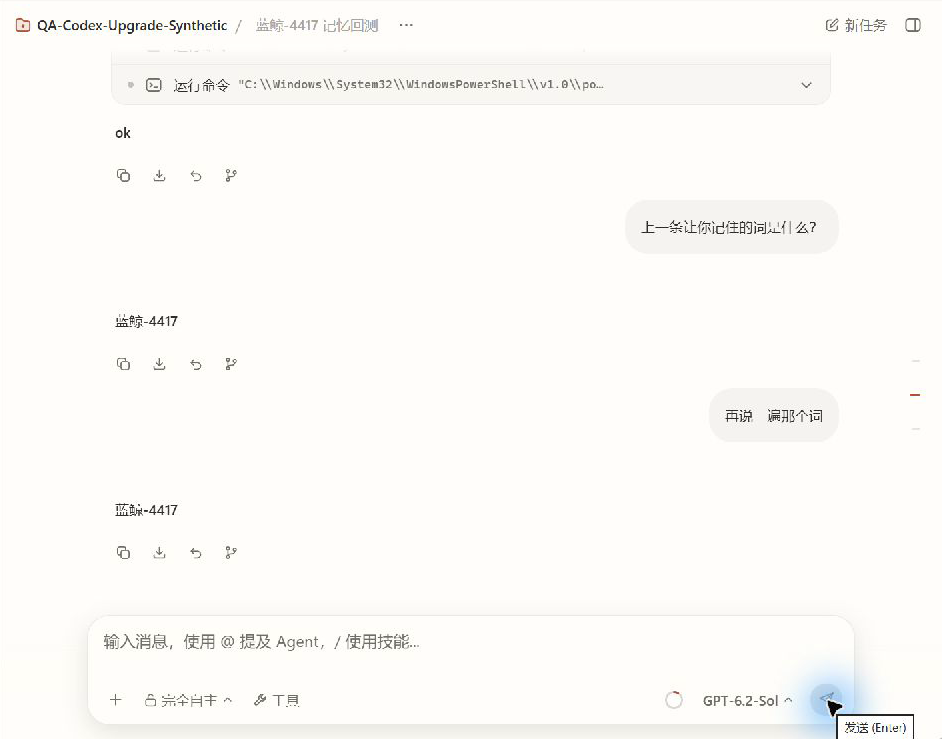 QA-Codex-Upgrade-Synthetic / 蓝鲸-4417 记忆回测 ···
新任务
运行命令 "C:\\Windows\\System32\\WindowsPowerShell\\v1.0\\po…
ok
上一条让你记住的词是什么?
蓝鲸-4417
再说一遍那个词
蓝鲸-4417
输入消息，使用 @ 提及 Agent，/ 使用技能...
完全自主
工具
GPT-6.2-Sol
发送 (Enter)